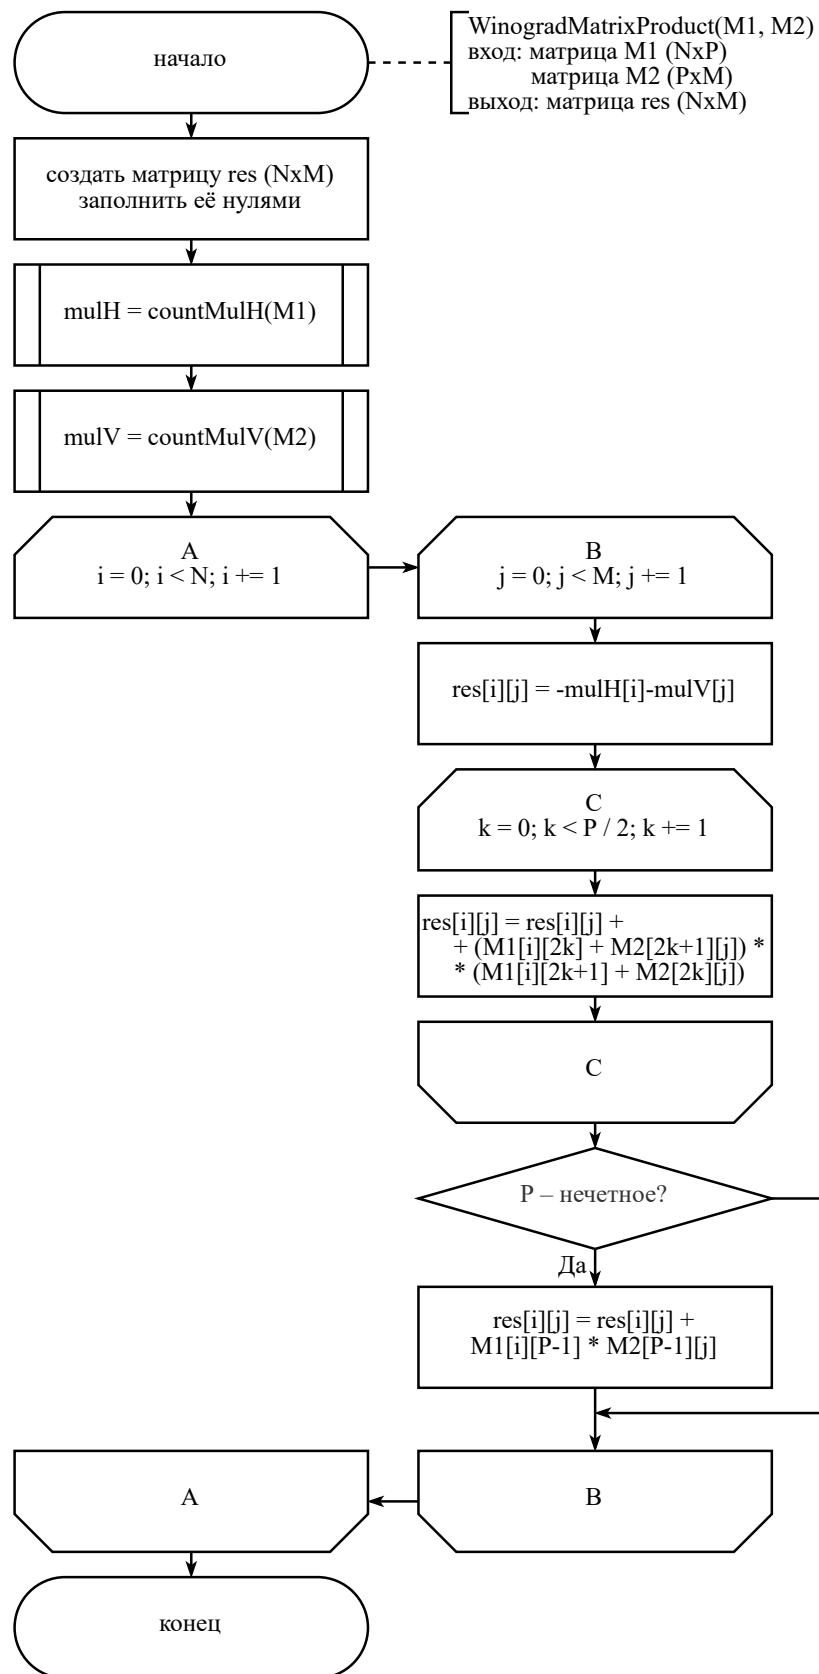 начало
WinogradMatrixProduct(M1, M2)
вход: матрица M1 (NxP)
матрица M2 (PxM)
выход: матрица res (NxM)
создать матрицу res (NxM)
заполнить её нулями
mulH = countMulH(M1)
mulV = countMulV(M2)
A
i = 0; i < N; i += 1
B
j = 0; j < M; j += 1
res[i][j] = -mulH[i]-mulV[j]
C
k = 0; k < P / 2; k += 1
res[i][j] = res[i][j] +
+ (M1[i][2k] + M2[2k+1][j]) *
* (M1[i][2k+1] + M2[2k][j])
C
P – нечетное?
Да
res[i][j] = res[i][j] +
M1[i][P-1] * M2[P-1][j]
A
B
конец